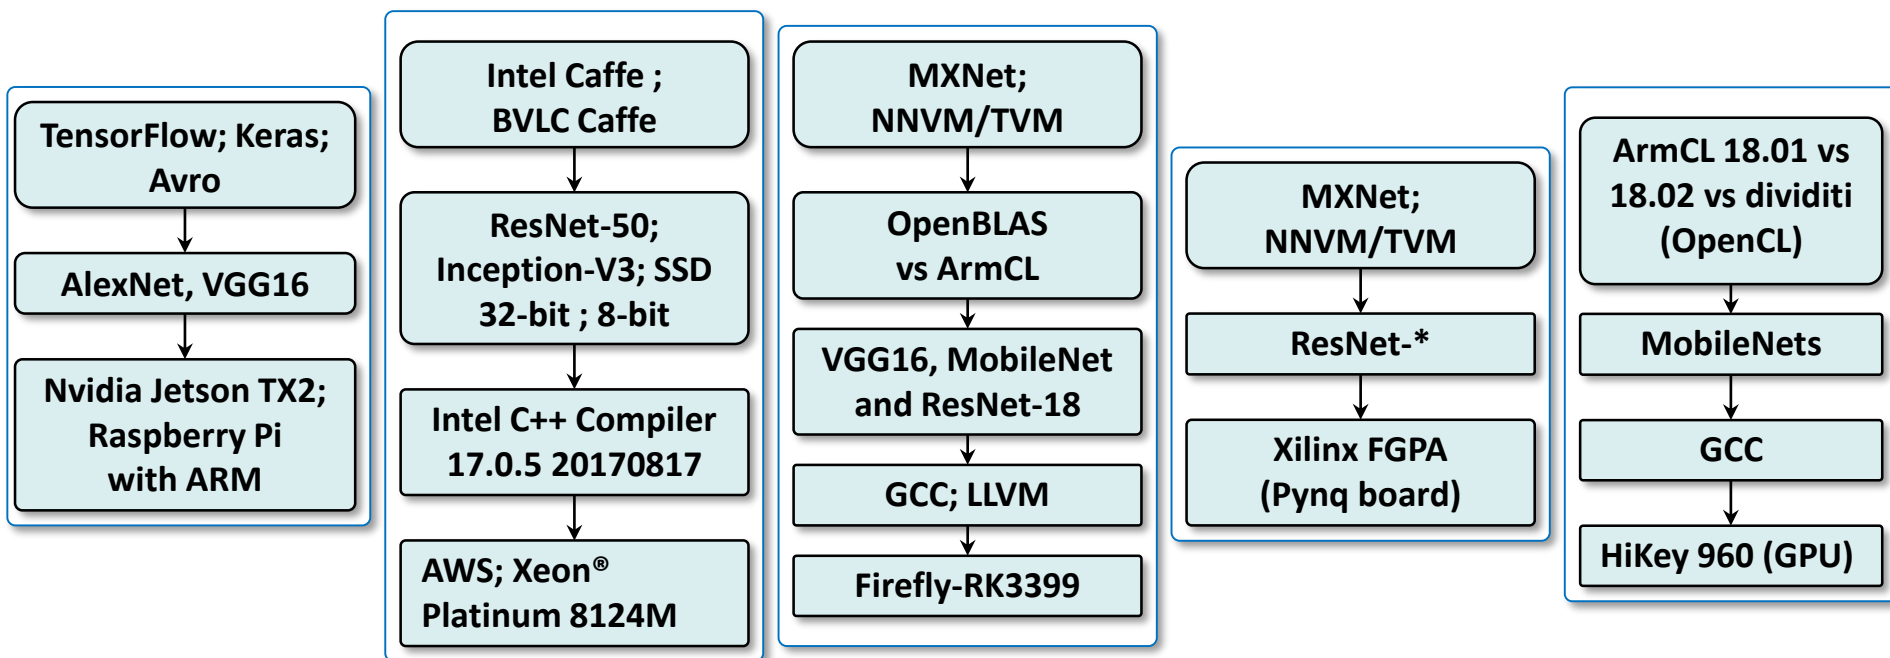 TensorFlow; Keras;
Avro
AlexNet, VGG16
Nvidia Jetson TX2;
Raspberry Pi
with ARM
Intel Caffe ;
BVLC Caffe
ResNet-50;
Inception-V3; SSD
32-bit ; 8-bit
Intel C++ Compiler
17.0.5 20170817
AWS; Xeon®
Platinum 8124M
MXNet;
NNVM/TVM
OpenBLAS
vs ArmCL
VGG16, MobileNet
and ResNet-18
GCC; LLVM
Firefly-RK3399
MXNet;
NNVM/TVM
ResNet-*
Xilinx FGPA
(Pynq board)
ArmCL 18.01 vs
18.02 vs dividiti
(OpenCL)
MobileNets
GCC
HiKey 960 (GPU)